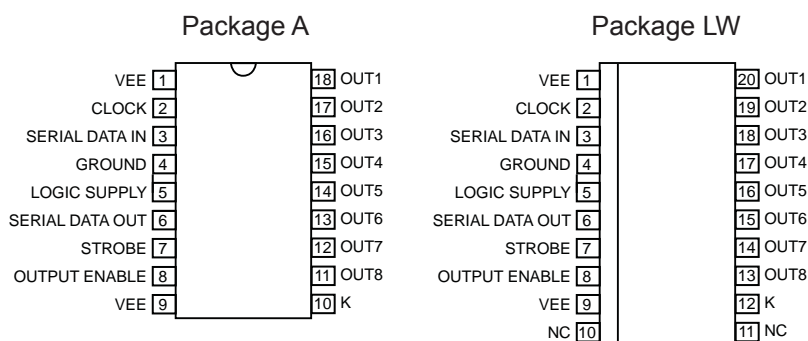 Package A
VEE 1 18 OUT1
CLOCK 2 17 OUT2
SERIAL DATA IN 3 16 OUT3
GROUND 4 15 OUT4
LOGIC SUPPLY 5 14 OUT5
SERIAL DATA OUT 6 13 OUT6
STROBE 7 12 OUT7
OUTPUT ENABLE 8 11 OUT8
VEE 9 10 K
Package LW
VEE 1 20 OUT1
CLOCK 2 19 OUT2
SERIAL DATA IN 3 18 OUT3
GROUND 4 17 OUT4
LOGIC SUPPLY 5 16 OUT5
SERIAL DATA OUT 6 15 OUT6
STROBE 7 14 OUT7
OUTPUT ENABLE 8 13 OUT8
VEE 9 12 K
NC 10 11 NC